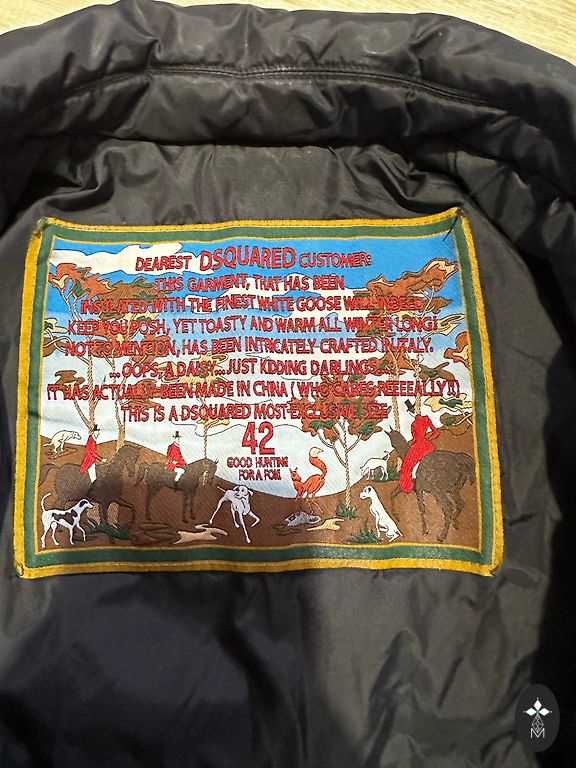 DEAREST DSQUARED CUSTOMER:
THIS GARMENT, THAT HAS BEEN
INSULATED WITH THE FINEST WHITE GOOSE WILL INDEED
KEEP YOU POSH, YET TOASTY AND WARM ALL WINTER LONG!
NOT TO MENTION, HAS BEEN INTRICATELY CRAFTED IN ITALY.
...OOPS, A DAISY...JUST KIDDING DARLINGS...
IT HAS ACTUALLY BEEN MADE IN CHINA (WHO CARES REEEEALLY!!)
THIS IS A DSQUARED MOST EXCLUSIVE SIZE
42
GOOD HUNTING
FOR A FOX!
M